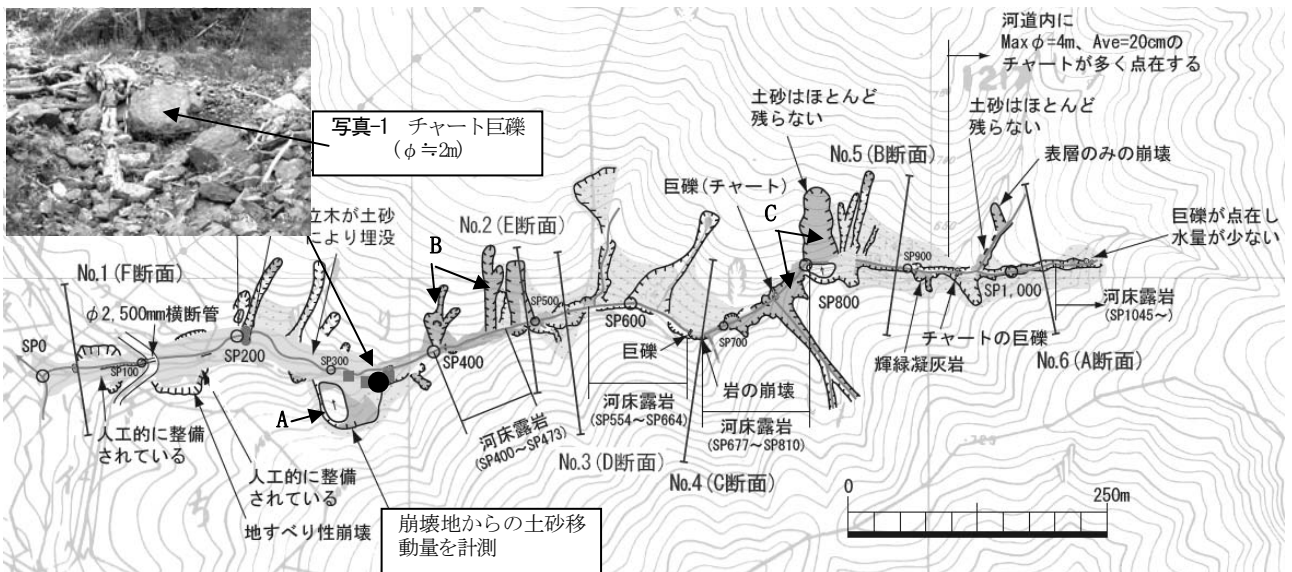 写真-1 チャート巨礫
(φ≒2m)
立木が土砂
により埋没
河道内に
Maxφ=4m、Ave=20cmの
チャートが多く点在する
土砂はほとんど
残らない
土砂はほとんど
残らない
表層のみの崩壊
巨礫(チャート)
No.5(B断面)
巨礫が点在し
水量が少ない
No.2(E断面)
No.1(F断面)
φ2,500mm横断管
A
B
C
SP0
SP100
SP200
SP300
SP400
SP500
SP600
SP700
SP800
SP900
SP1,000
河床露岩
(SP1045~)
チャートの巨礫
輝緑凝灰岩
No.6(A断面)
巨礫
岩の崩壊
河床露岩
(SP400~SP473)
河床露岩
(SP554~SP664)
河床露岩
(SP677~SP810)
No.3(D断面)
No.4(C断面)
人工的に整備
されている
人工的に整備
されている
地すべり性崩壊
崩壊地からの土砂移
動量を計測
0
250m